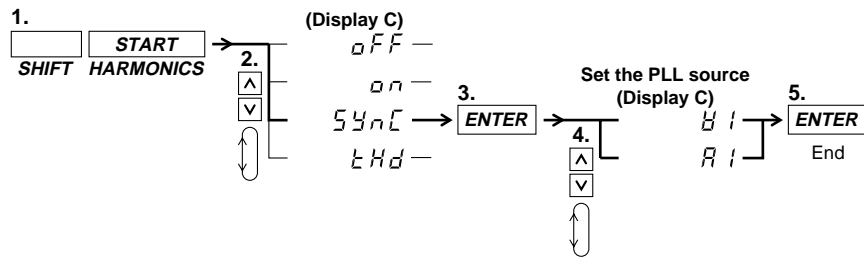 1.
START
SHIFT HARMONICS
2.
(Display C)
oFF
on
SYnC
tHd
3.
ENTER
4.
Set the PLL source
(Display C)
V1
A1
5.
ENTER
End